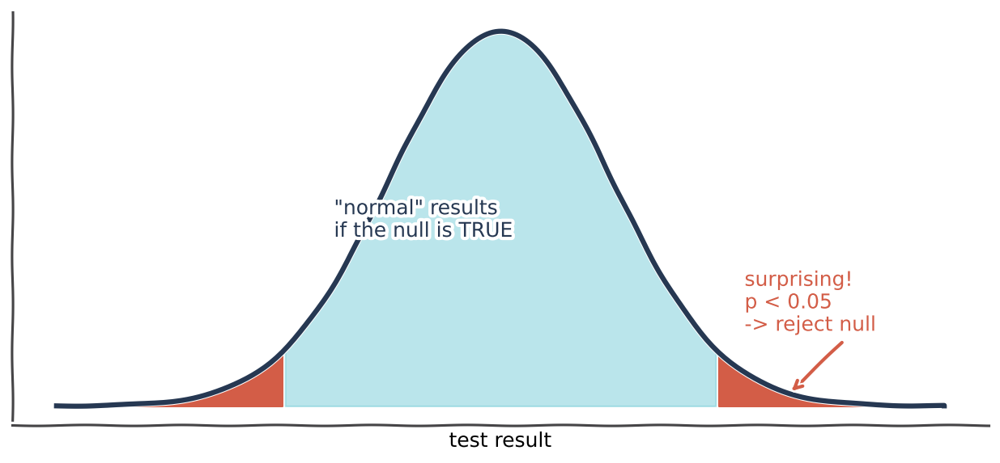 "normal" results
if the null is TRUE
surprising!
p < 0.05
-> reject null
test result